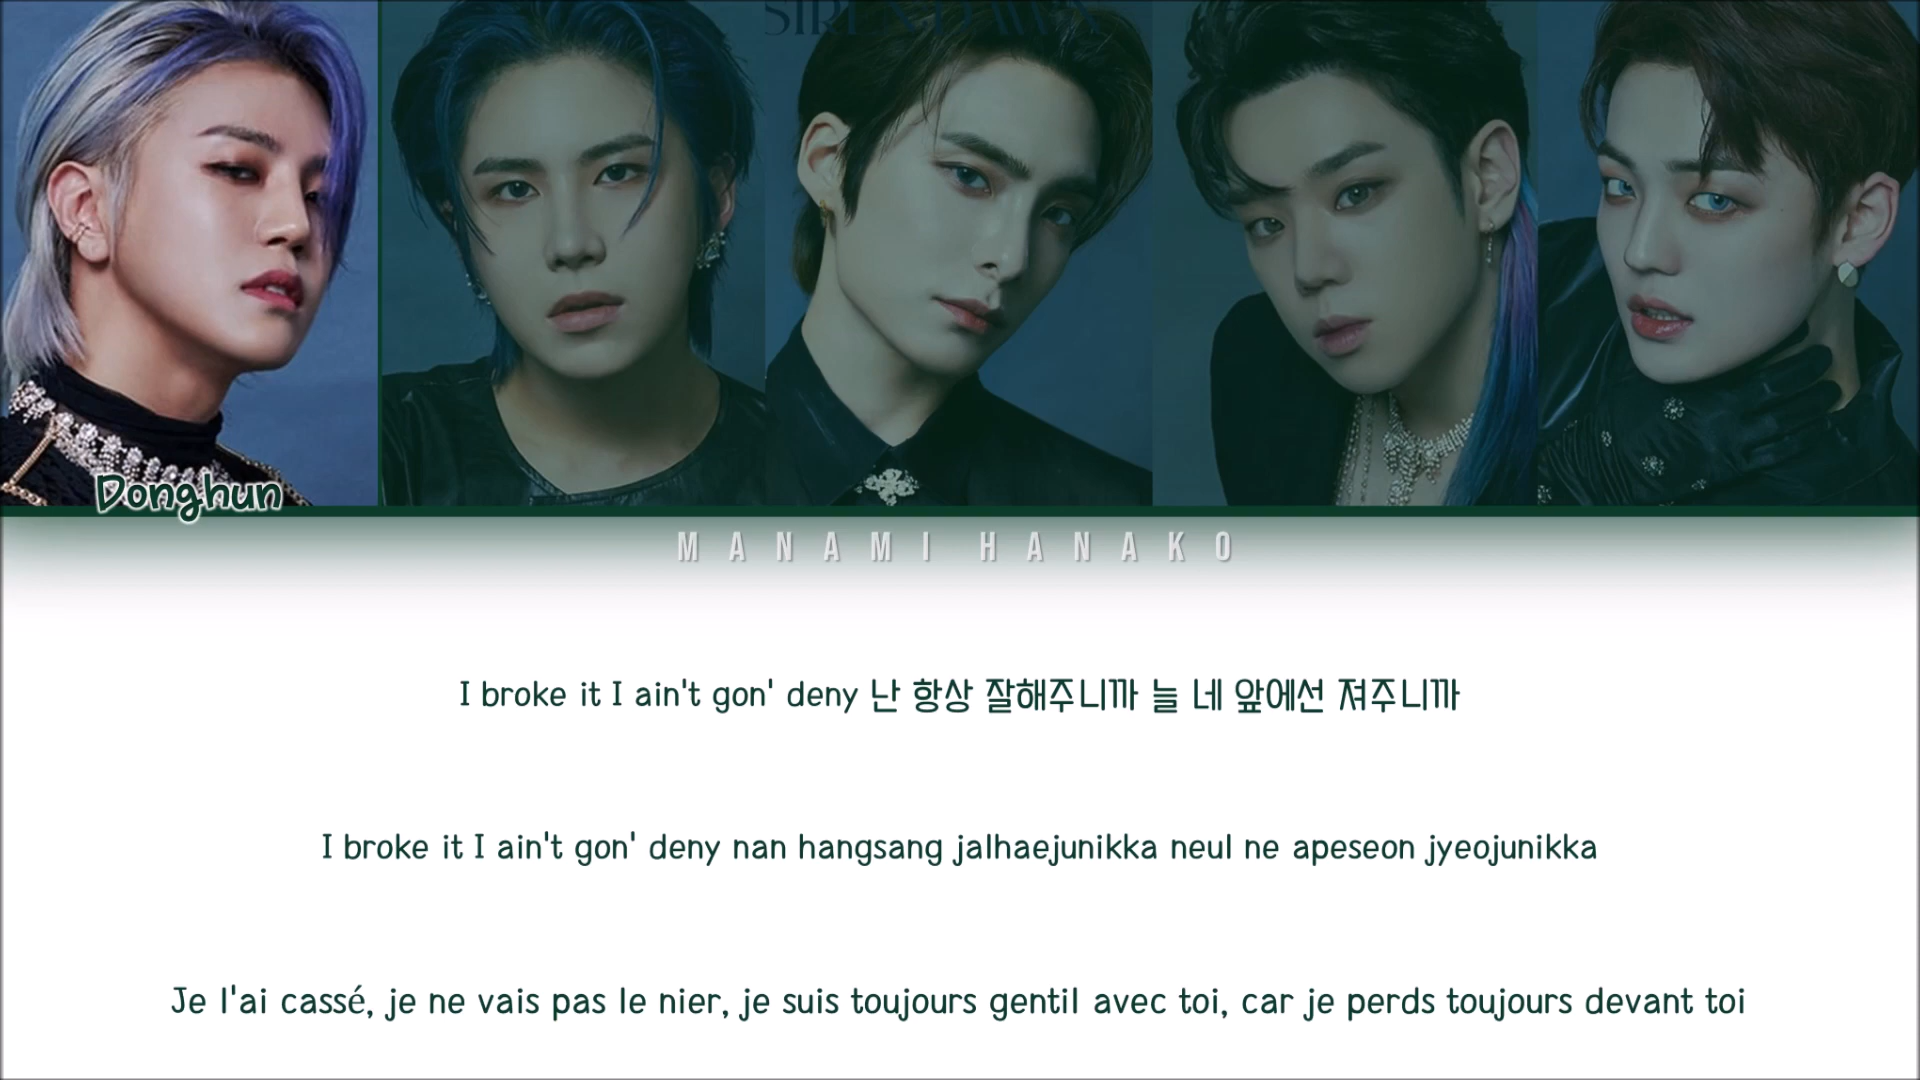 SIREN:DAWN
Donghun
MANAMI HANAKO
I broke it I ain't gon' deny 난 항상 잘해주니까 늘 네 앞에선 져주니까
I broke it I ain't gon' deny nan hangsang jalhaejunikka neul ne apeseon jyeojunikka
Je l'ai cassé, je ne vais pas le nier, je suis toujours gentil avec toi, car je perds toujours devant toi